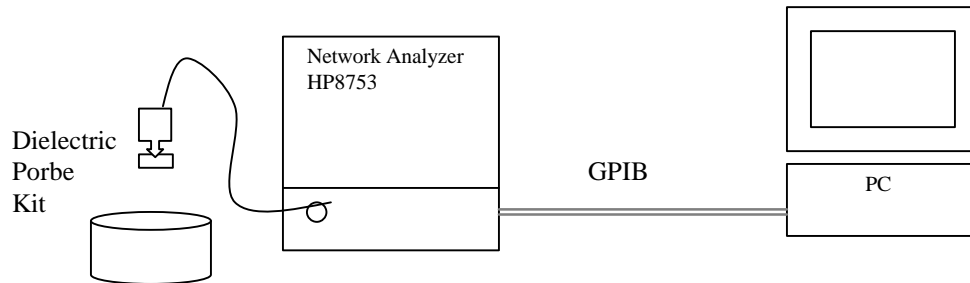 Network Analyzer
HP8753
Dielectric
Porbe
Kit
GPIB
PC